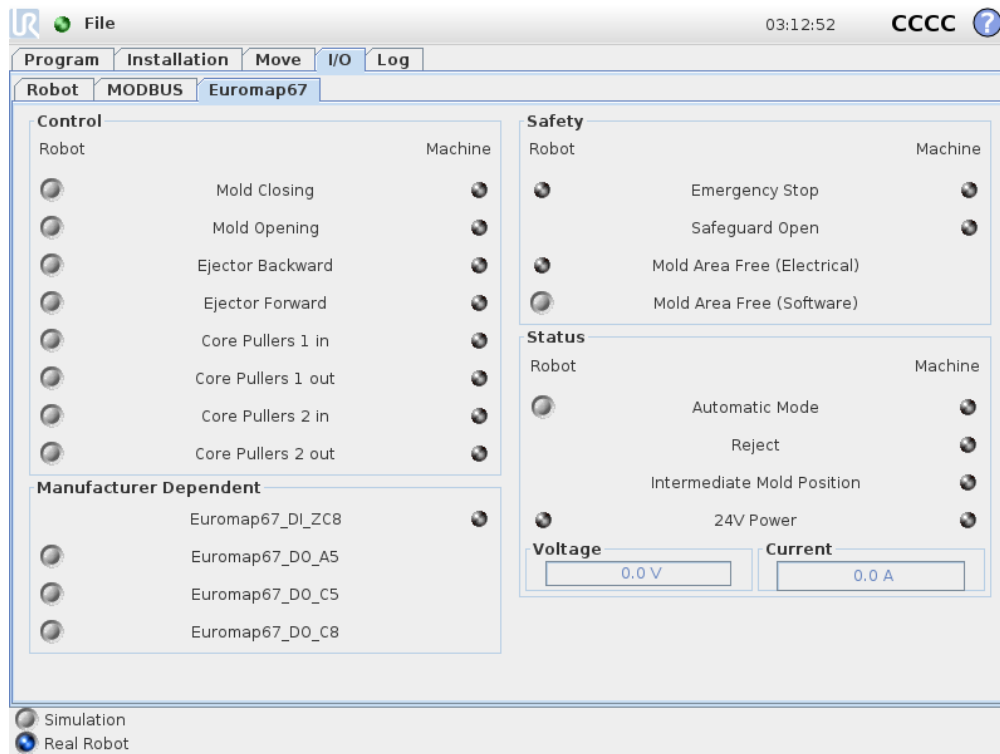 UR File 03:12:52 CCCC ?
Program Installation Move I/O Log
Robot MODBUS Euromap67
Control
Robot Machine
Mold Closing
Mold Opening
Ejector Backward
Ejector Forward
Core Pullers 1 in
Core Pullers 1 out
Core Pullers 2 in
Core Pullers 2 out
Manufacturer Dependent
Euromap67_DI_ZC8
Euromap67_DO_A5
Euromap67_DO_C5
Euromap67_DO_C8
Safety
Robot Machine
Emergency Stop
Safeguard Open
Mold Area Free (Electrical)
Mold Area Free (Software)
Status
Robot Machine
Automatic Mode
Reject
Intermediate Mold Position
24V Power
Voltage Current
0.0 V 0.0 A
Simulation
Real Robot